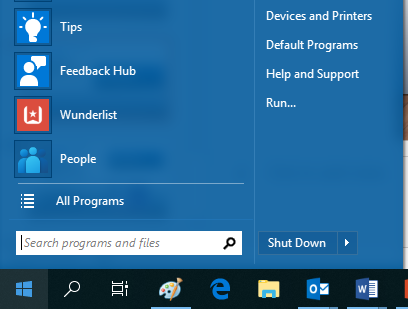 Tips
Feedback Hub
Wunderlist
People
All Programs
Search programs and files
Devices and Printers
Default Programs
Help and Support
Run...
Shut Down